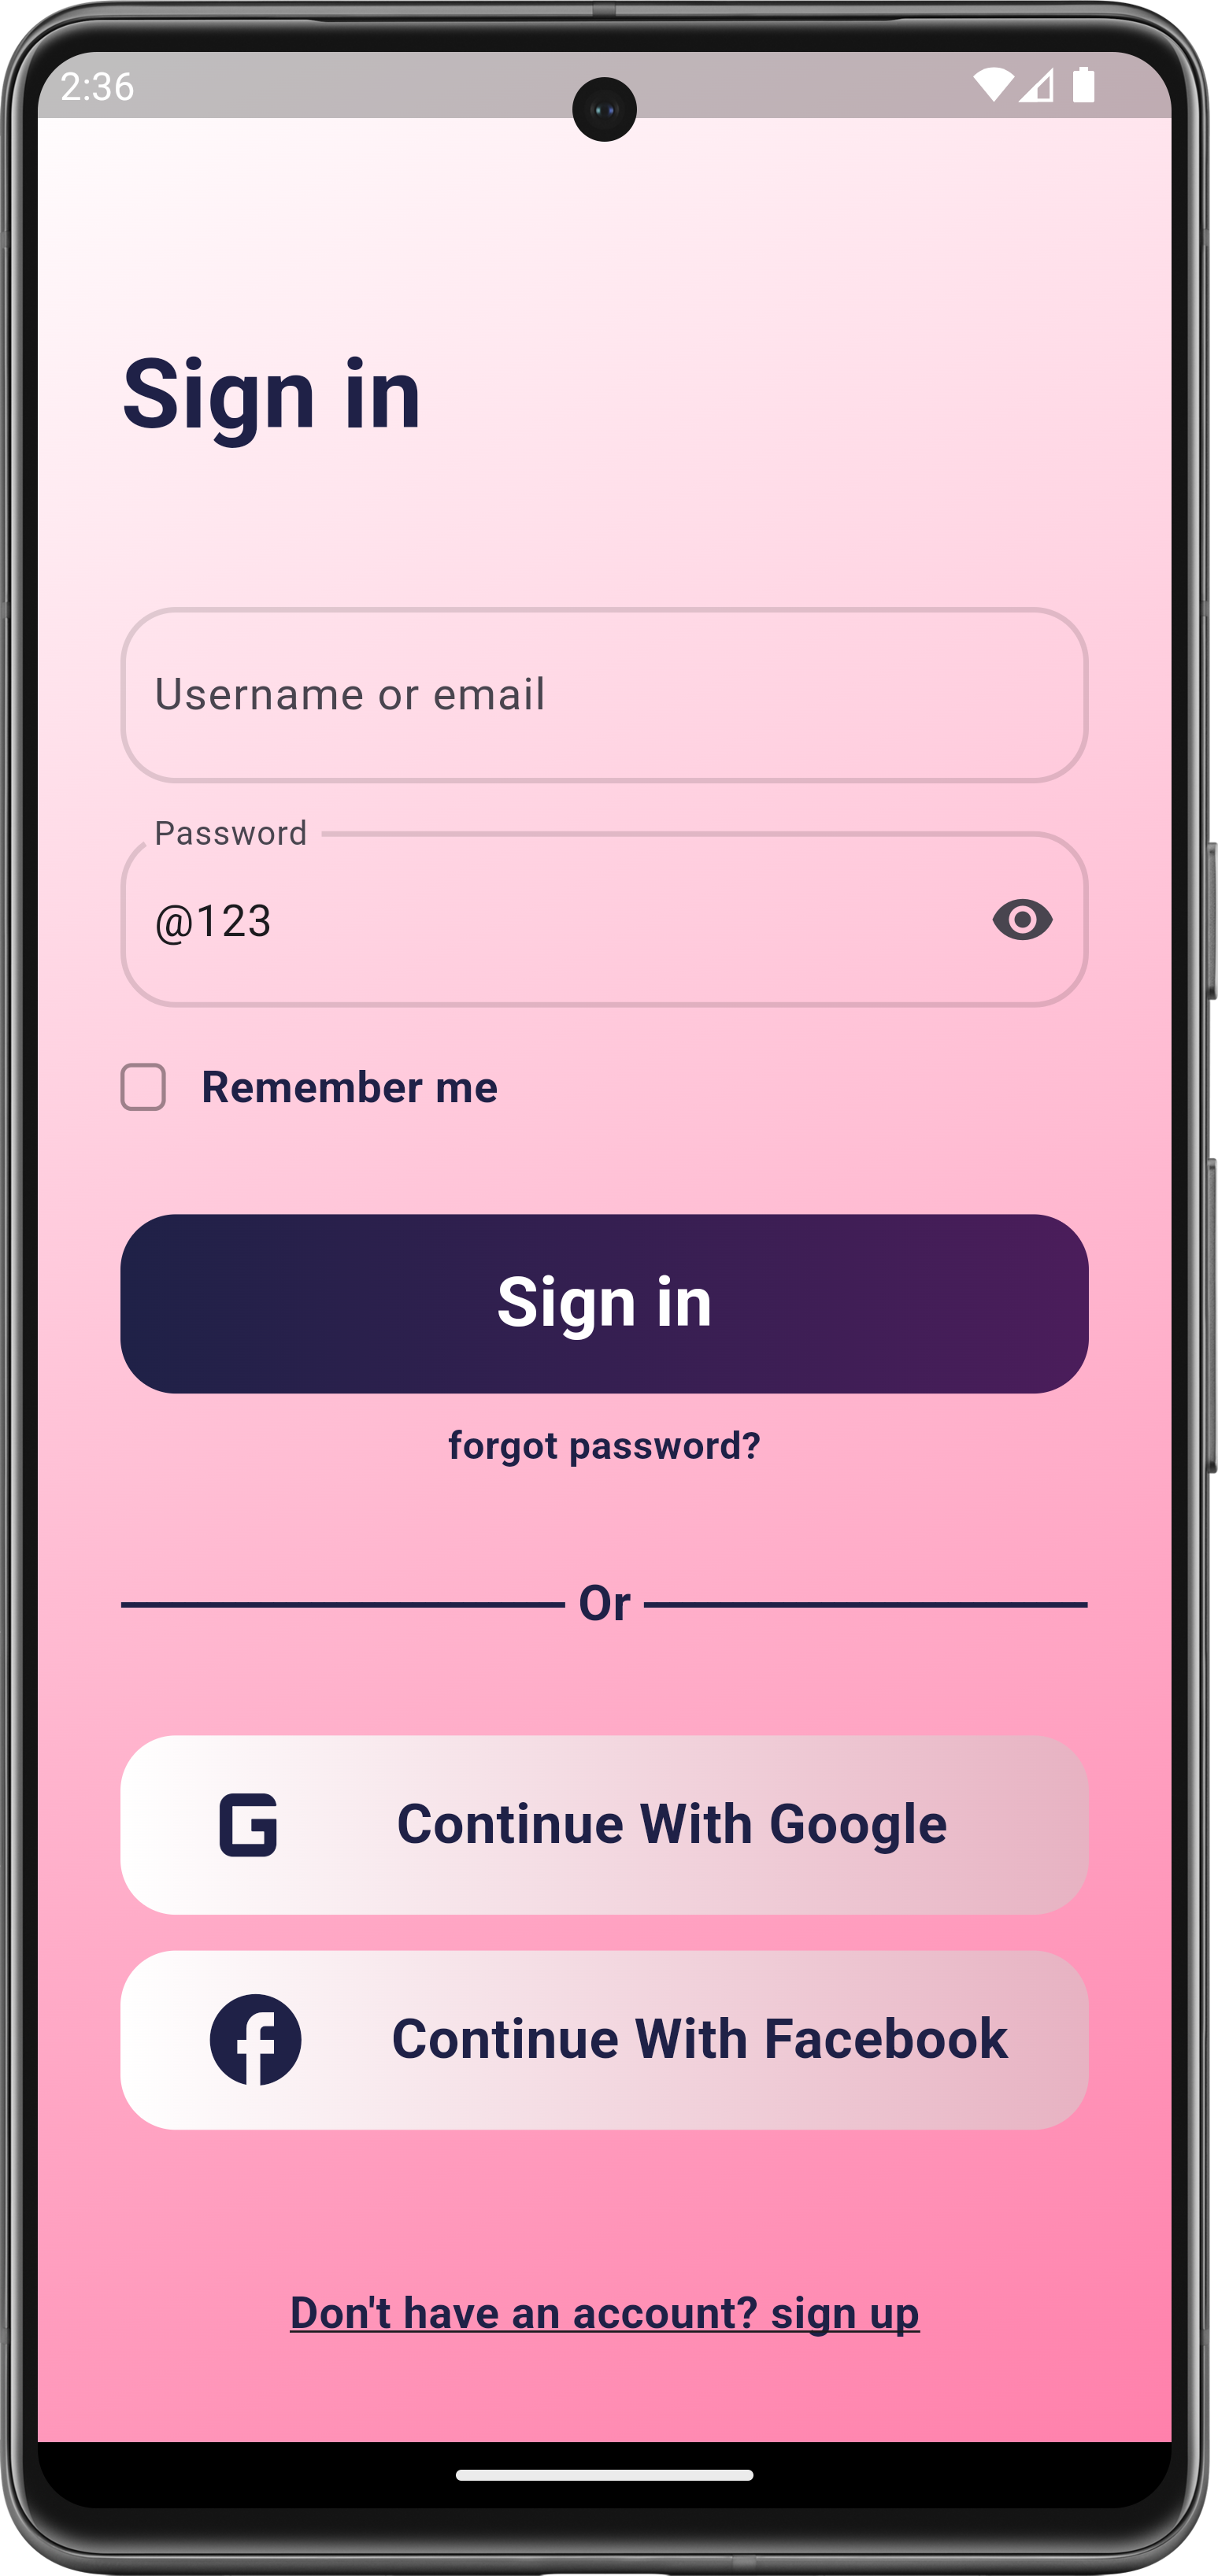 2:36
Sign in
Username or email
Password
@123
Remember me
Sign in
forgot password?
Or
G Continue With Google
Continue With Facebook
Don't have an account? sign up